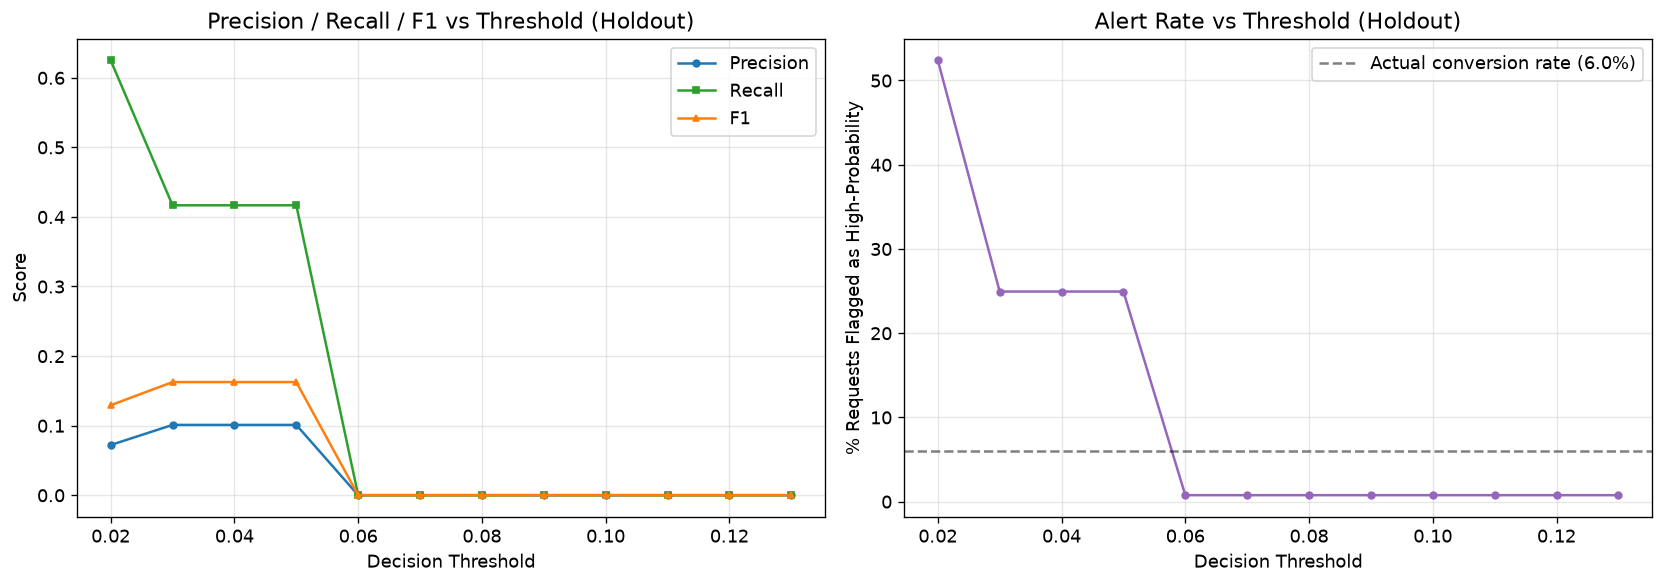 Precision / Recall / F1 vs Threshold (Holdout)
Precision
Recall
F1
Score
0.6
0.5
0.4
0.3
0.2
0.1
0.0
0.02 0.04 0.06 0.08 0.10 0.12
Decision Threshold
Alert Rate vs Threshold (Holdout)
Actual conversion rate (6.0%)
% Requests Flagged as High-Probability
50
40
30
20
10
0
0.02 0.04 0.06 0.08 0.10 0.12
Decision Threshold